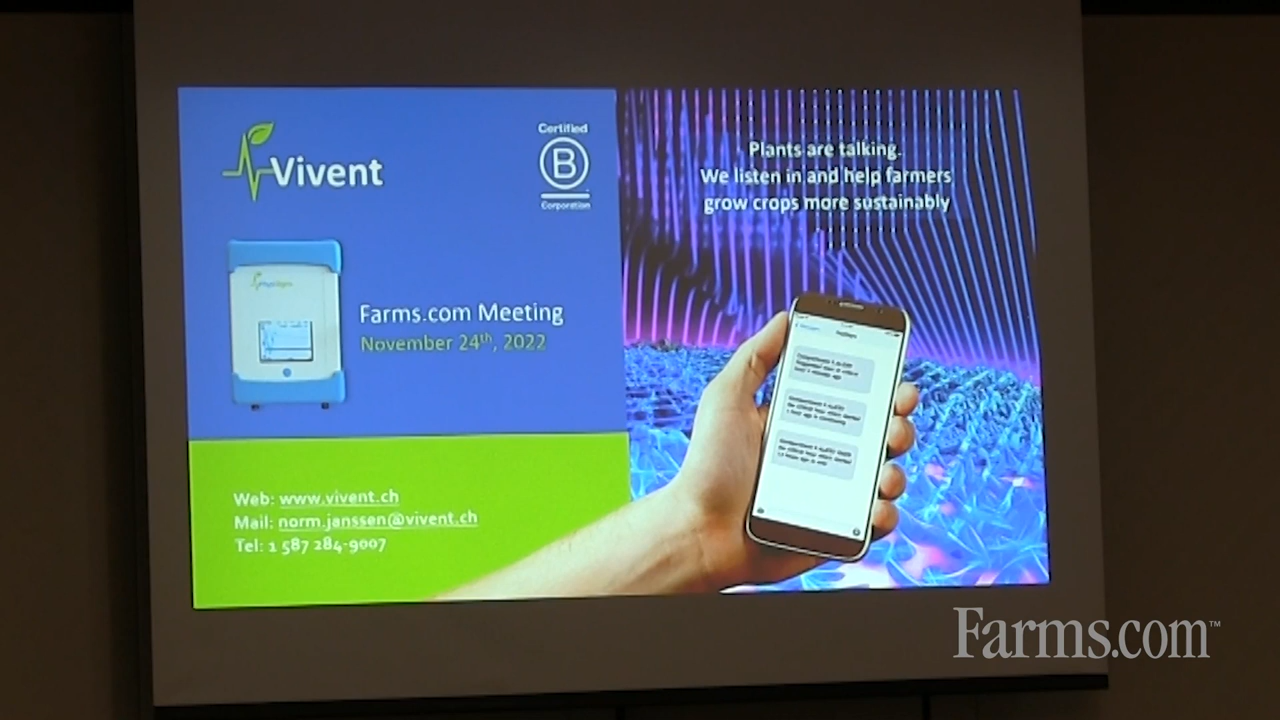 Vivent
Certified
B
Corporation
Farms.com Meeting
November 24th, 2022
Web: www.vivent.ch
Mail: norm.janssen@vivent.ch
Tel: 1 587 284-9007
Plants are talking.
We listen in and help farmers
grow crops more sustainably
Farms.com™